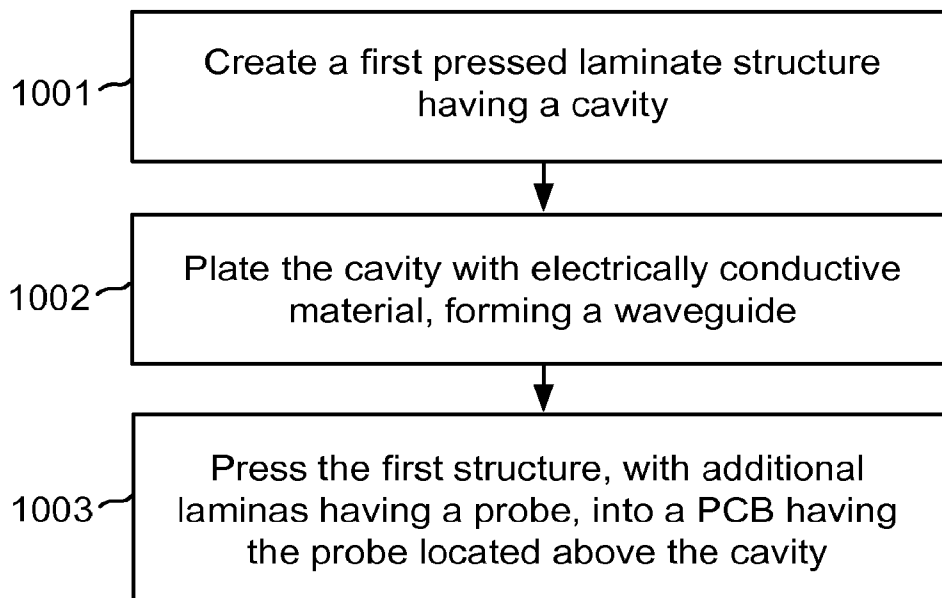 1001
Create a first pressed laminate structure
having a cavity
1002
Plate the cavity with electrically conductive
material, forming a waveguide
1003
Press the first structure, with additional
laminas having a probe, into a PCB having
the probe located above the cavity